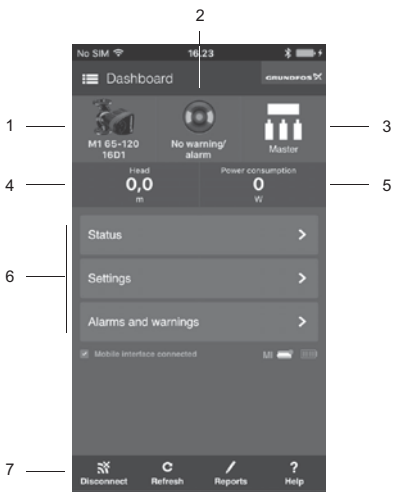 2
No SIM 16.23
Dashboard GRUNDFOS
1 3
M1 65-120
16D1
No warning/
alarm
Master
4 5
Head
0,0
m
Power consumption
0
W
Status
6
Settings
Alarms and warnings
Mobile interface connected MI
7
Disconnect Refresh Reports Help